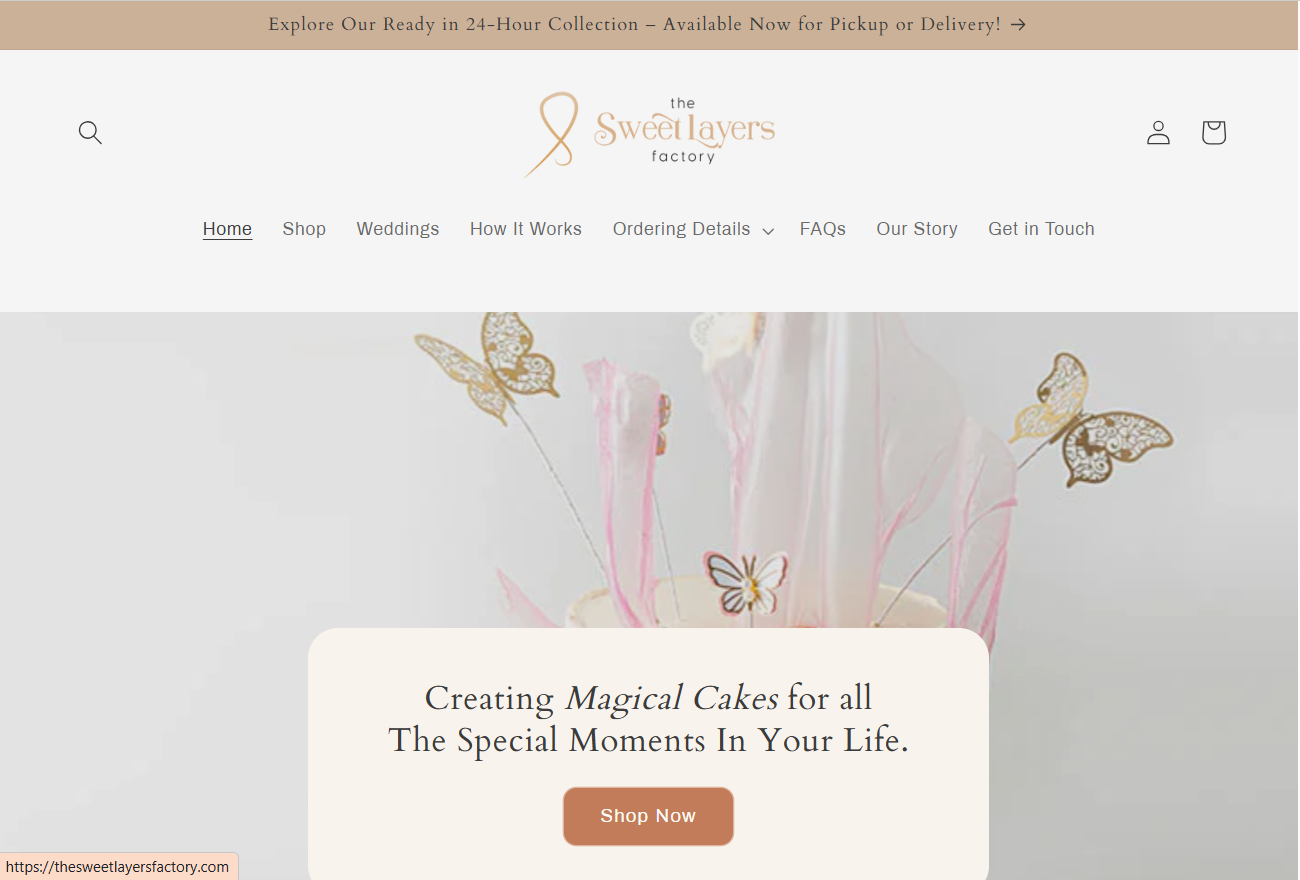 Explore Our Ready in 24-Hour Collection – Available Now for Pickup or Delivery! →
the
Sweet layers
factory
Home Shop Weddings How It Works Ordering Details FAQs Our Story Get in Touch
Creating Magical Cakes for all
The Special Moments In Your Life.
Shop Now
https://thesweetlayersfactory.com